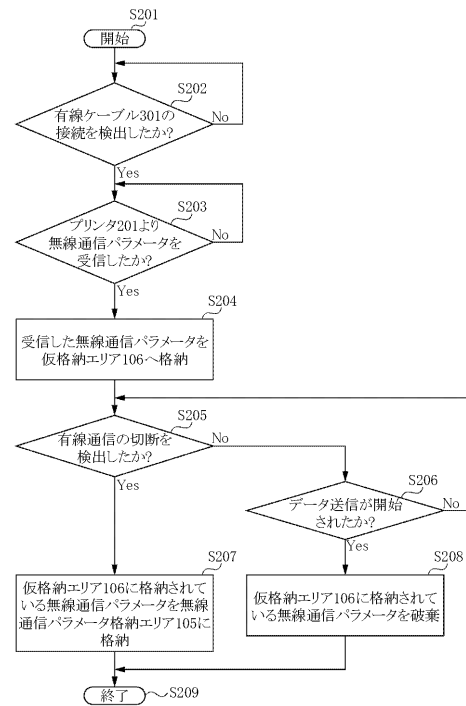 S201
開始
S202
有線ケーブル301の
接続を検出したか?
No
Yes
S203
プリンタ201より
無線通信パラメータを
受信したか?
No
Yes
S204
受信した無線通信パラメータを
仮格納エリア106へ格納
S205
有線通信の切断を
検出したか?
No
Yes
S206
データ送信が開始
されたか?
No
Yes
S207
仮格納エリア106に格納されて
いる無線通信パラメータを無線
通信パラメータ格納エリア105に
格納
S208
仮格納エリア106に格納されて
いる無線通信パラメータを破棄
終了
S209